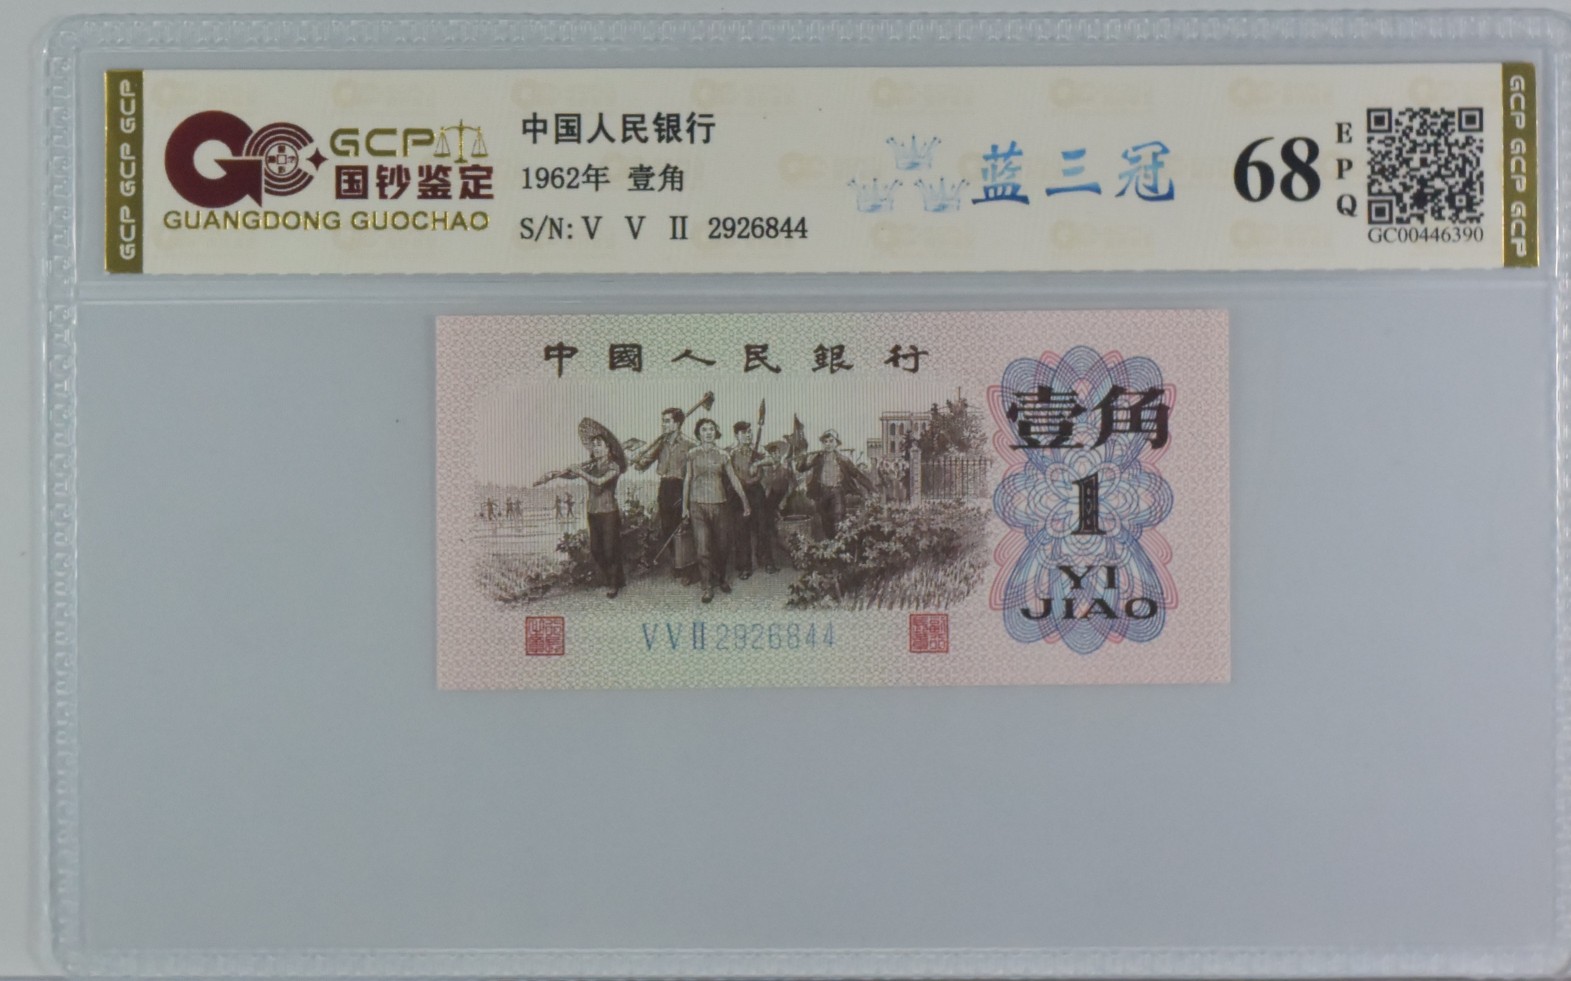 GCP GCP GCP
GCP
国钞鉴定
GUANGDONG GUOCHAO
中国人民银行
1962年 壹角
S/N: V V II 2926844
蓝三冠
68
EPQ
GC00446390
GCP GCP GCP
中國人民銀行
壹角
1
YI
JIAO
V V II 2926844